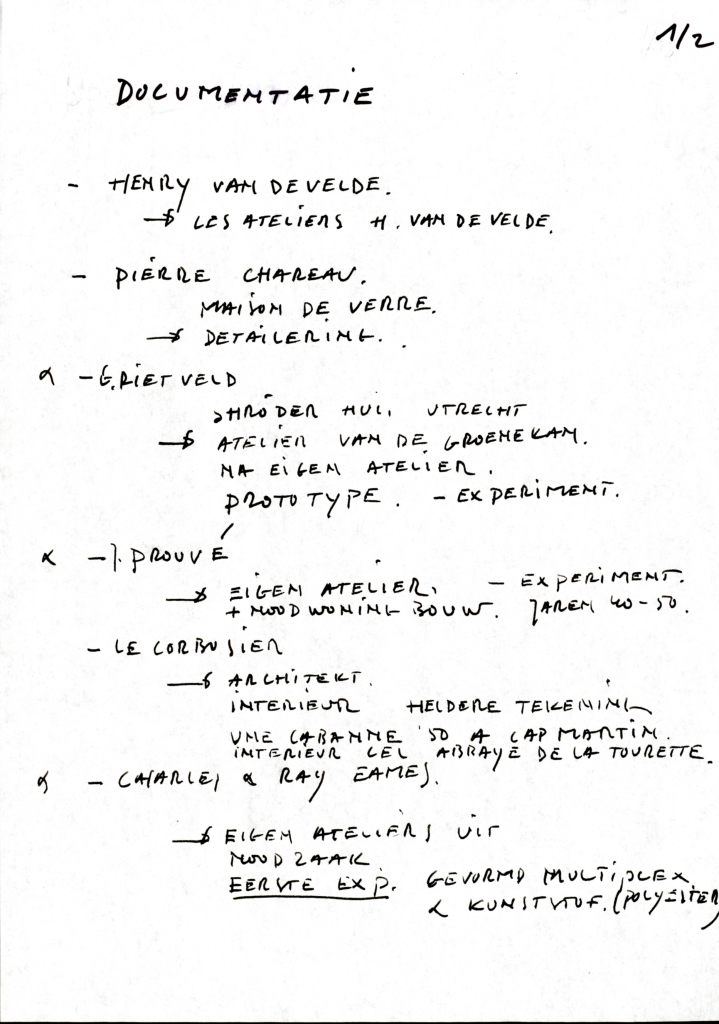 1/2
DOCUMENTATIE
- HENRY VAN DE VELDE.
→ LES ATELIERS H. VAN DE VELDE.
- PIERRE CHAREAU.
MAISON DE VERRE.
→ DETAILERING.
α - G. RIETVELD
SHRÖDER HUIS UTRECHT
→ ATELIER VAN DE GROENEKAN.
NA EIGEN ATELIER.
PROTOTYPE. - EXPERIMENT.
α - J. PROUVÉ
→ EIGEN ATELIER, - EXPERIMENT.
+ NOODWONING BOUW. JAREN 40-50.
- LE CORBUSIER
→ ARCHITEKT.
INTERIEUR HELDERE TEKENING
UNE CABANNE '50 A CAP MARTIN.
INTERIEUR CEL ABBAYE DE LA TOURETTE.
α - CHARLES & RAY EAMES.
→ EIGEN ATELIERS UIT
NOODZAAK
EERSTE EXP. GEVORMD MULTIPLEX
& KUNSTSTOF. (POLYESTER)